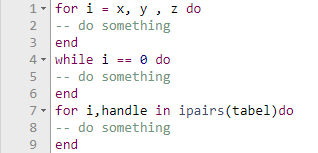 1 for i = x, y , z do
2 -- do something
3 end
4 while i == 0 do
5 -- do something
6 end
7 for i,handle in ipairs(tabel)do
8 -- do something
9 end